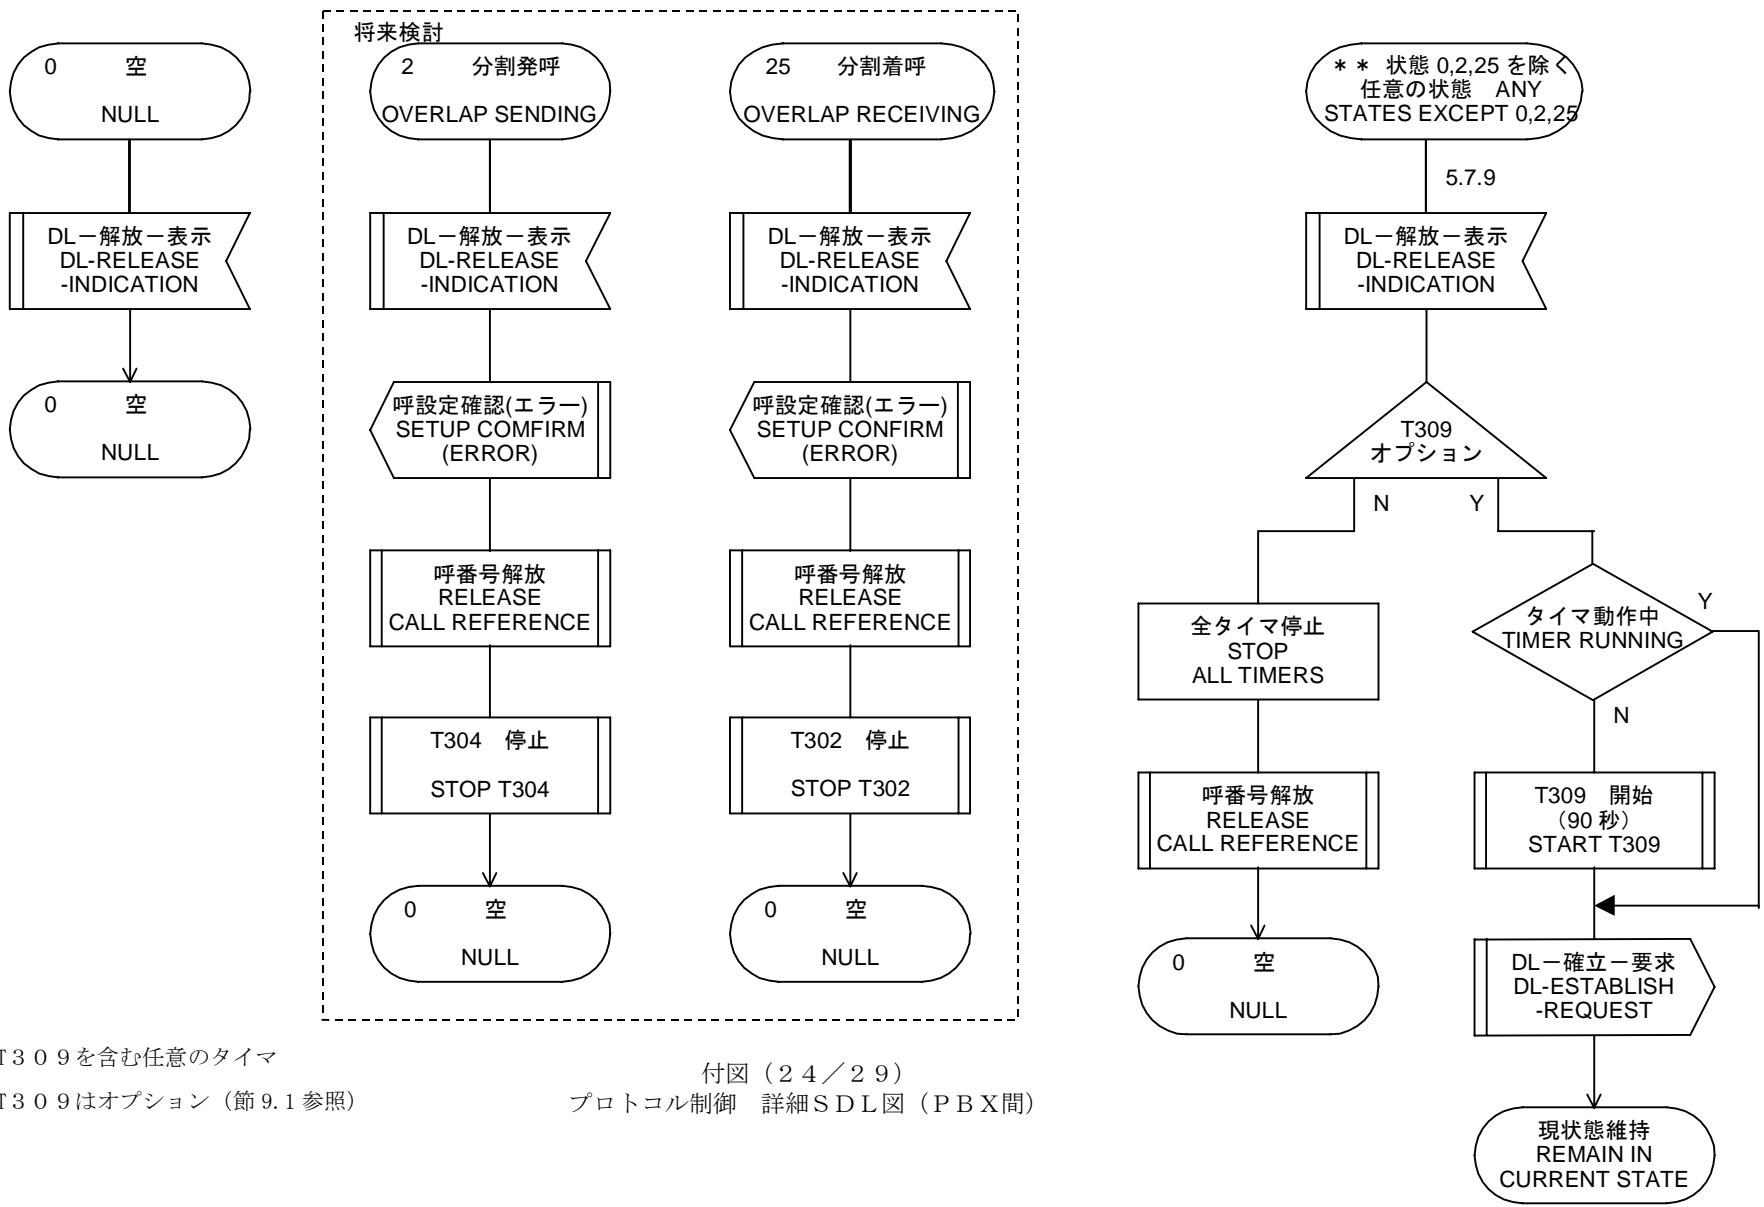 将来検討
0 空
NULL
DL－解放－表示
DL-RELEASE
-INDICATION
0 空
NULL
2 分割発呼
OVERLAP SENDING
DL－解放－表示
DL-RELEASE
-INDICATION
呼設定確認(エラー)
SETUP COMFIRM
(ERROR)
呼番号解放
RELEASE
CALL REFERENCE
T304 停止
STOP T304
0 空
NULL
25 分割着呼
OVERLAP RECEIVING
DL－解放－表示
DL-RELEASE
-INDICATION
呼設定確認(エラー)
SETUP CONFIRM
(ERROR)
呼番号解放
RELEASE
CALL REFERENCE
T302 停止
STOP T302
0 空
NULL
＊＊ 状態 0,2,25 を除く
任意の状態 ANY
STATES EXCEPT 0,2,25
5.7.9
DL－解放－表示
DL-RELEASE
-INDICATION
T309
オプション
N
Y
全タイマ停止
STOP
ALL TIMERS
呼番号解放
RELEASE
CALL REFERENCE
0 空
NULL
タイマ動作中
TIMER RUNNING
Y
N
T309 開始
（90 秒）
START T309
DL－確立－要求
DL-ESTABLISH
-REQUEST
現状態維持
REMAIN IN
CURRENT STATE
T３０９を含む任意のタイマ
T３０９はオプション（節 9.1 参照）
付図（２４／２９）
プロトコル制御 詳細ＳＤＬ図（ＰＢＸ間）